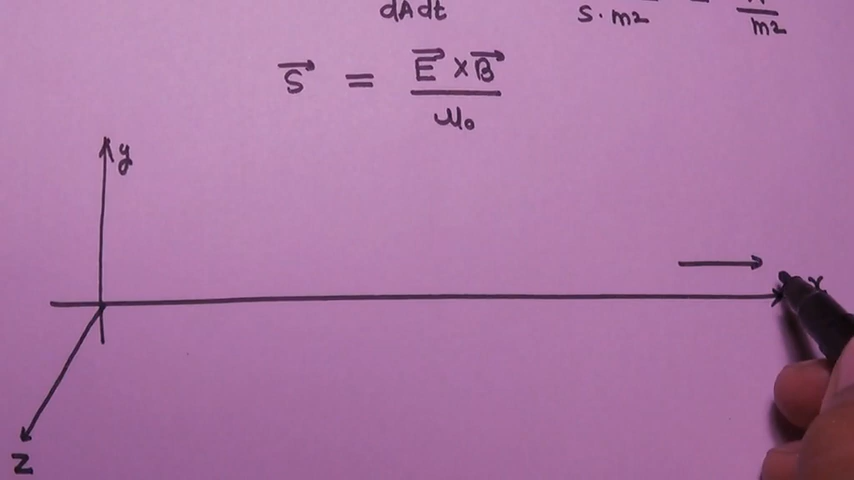 dAdt S·m² = m²
S⃗ = E⃗ × B⃗ / μ₀
y
x
z